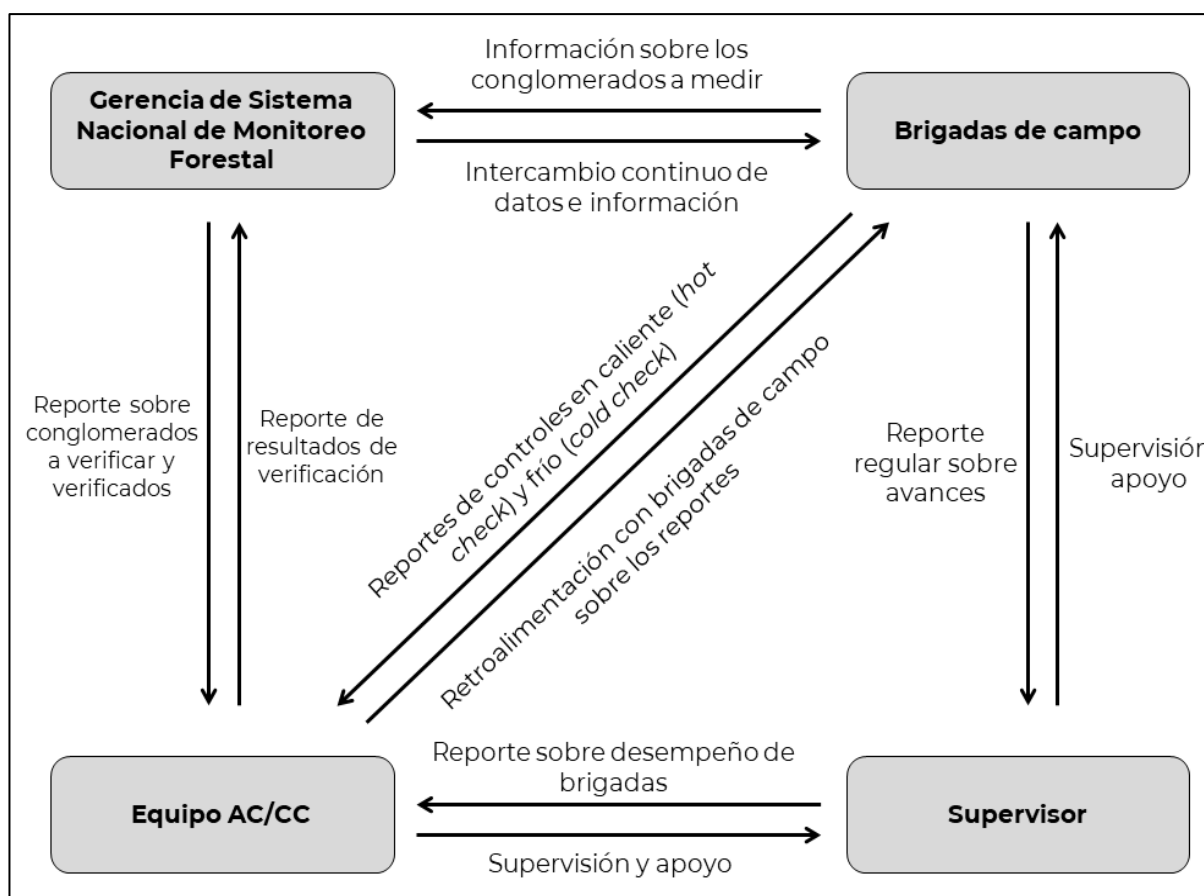 Información sobre los
conglomerados a medir
Gerencia de Sistema
Nacional de Monitoreo
Forestal
Brigadas de campo
Intercambio continuo de
datos e información
Reportes de controles en caliente (hot
check) y frío (cold check)
Retroalimentación con brigadas de campo
sobre los reportes
Reporte sobre
conglomerados
a verificar y
verificados
Reporte de
resultados de
verificación
Reporte
regular sobre
avances
Supervisión
apoyo
Reporte sobre desempeño de
brigadas
Equipo AC/CC
Supervisor
Supervisión y apoyo